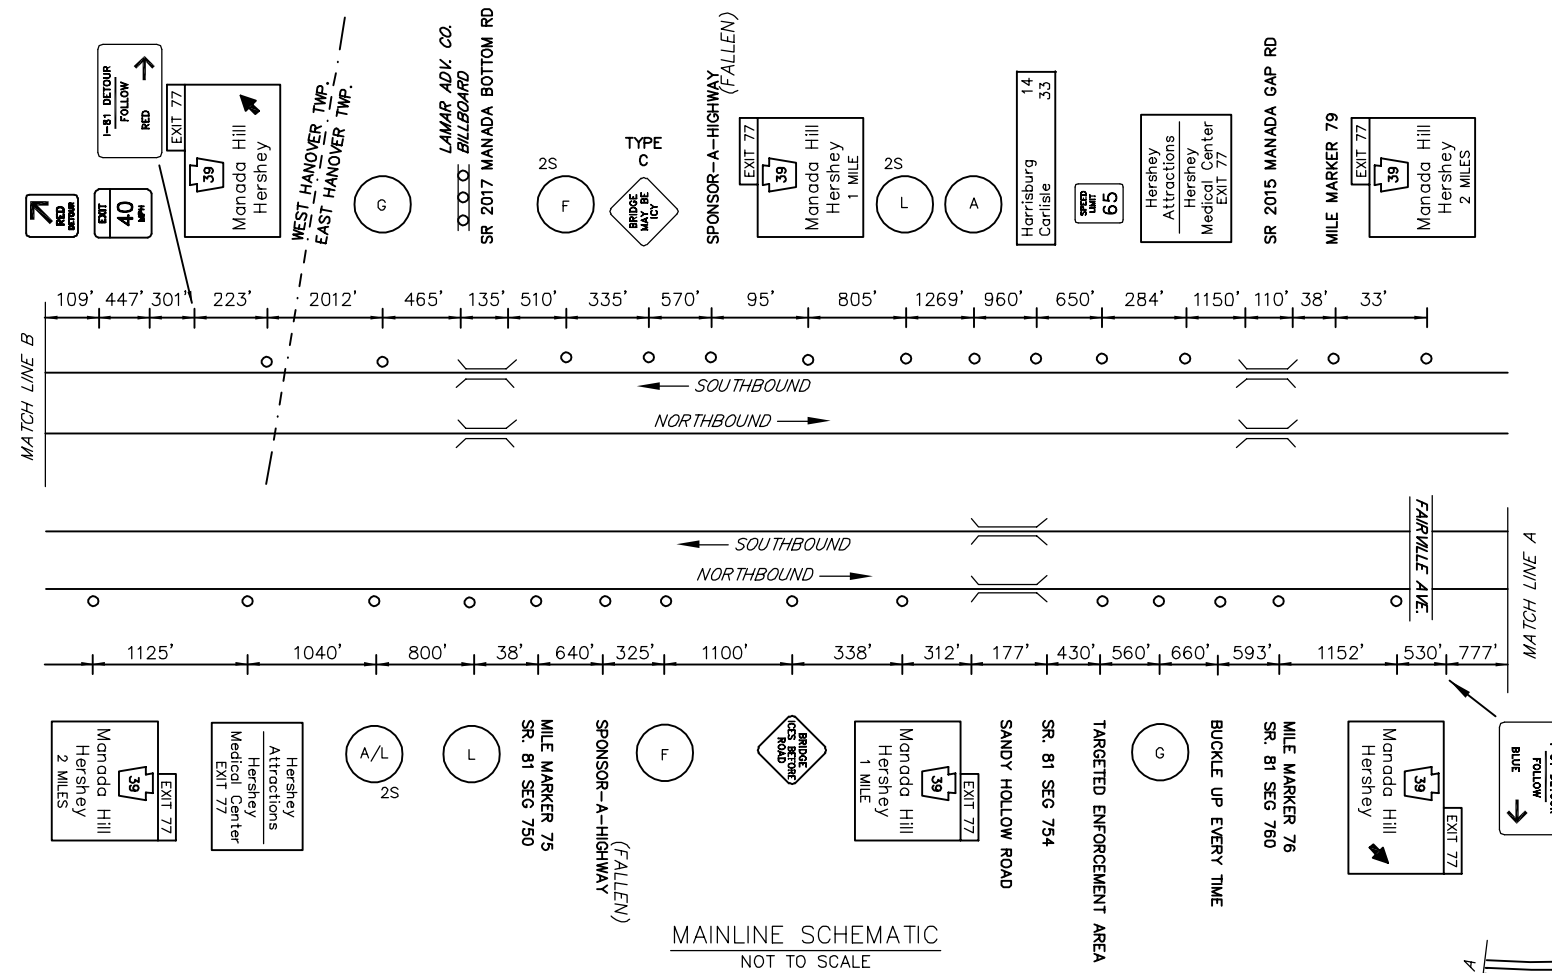 I-81 DETOUR
FOLLOW
RED
RED
DETOUR
EXIT
40
MPH
EXIT 77
39
Manada Hill
Hershey
WEST HANOVER TWP.
EAST HANOVER TWP.
G
LAMAR ADV. CO.
BILLBOARD
SR 2017 MANADA BOTTOM RD
2S
F
TYPE
C
BRIDGE
MAY BE
ICY
SPONSOR-A-HIGHWAY
(FALLEN)
EXIT 77
39
Manada Hill
Hershey
1 MILE
2S
L
A
Harrisburg 14
Carlisle 33
SPEED
LIMIT
65
Hershey
Attractions
Hershey
Medical Center
EXIT 77
SR 2015 MANADA GAP RD
MILE MARKER 79
EXIT 77
39
Manada Hill
Hershey
2 MILES
109' 447' 301' 223' 2012' 465' 135' 510' 335' 570' 95' 805' 1269' 960' 650' 284' 1150' 110' 38' 33'
MATCH LINE B
SOUTHBOUND
NORTHBOUND
SOUTHBOUND
NORTHBOUND
FAIRVILLE AVE.
MATCH LINE A
1125' 1040' 800' 38' 640' 325' 1100' 338' 312' 177' 430' 560' 660' 593' 1152' 530' 777'
EXIT 77
39
Manada Hill
Hershey
2 MILES
Hershey
Attractions
Hershey
Medical Center
EXIT 77
A/L
2S
L
MILE MARKER 75
SR. 81 SEG 750
SPONSOR-A-HIGHWAY
(FALLEN)
F
BRIDGE
ICES BEFORE
ROAD
EXIT 77
39
Manada Hill
Hershey
1 MILE
SANDY HOLLOW ROAD
SR. 81 SEG 754
TARGETED ENFORCEMENT AREA
G
BUCKLE UP EVERY TIME
MILE MARKER 76
SR. 81 SEG 760
EXIT 77
39
Manada Hill
Hershey
FOLLOW
BLUE
MAINLINE SCHEMATIC
NOT TO SCALE
A